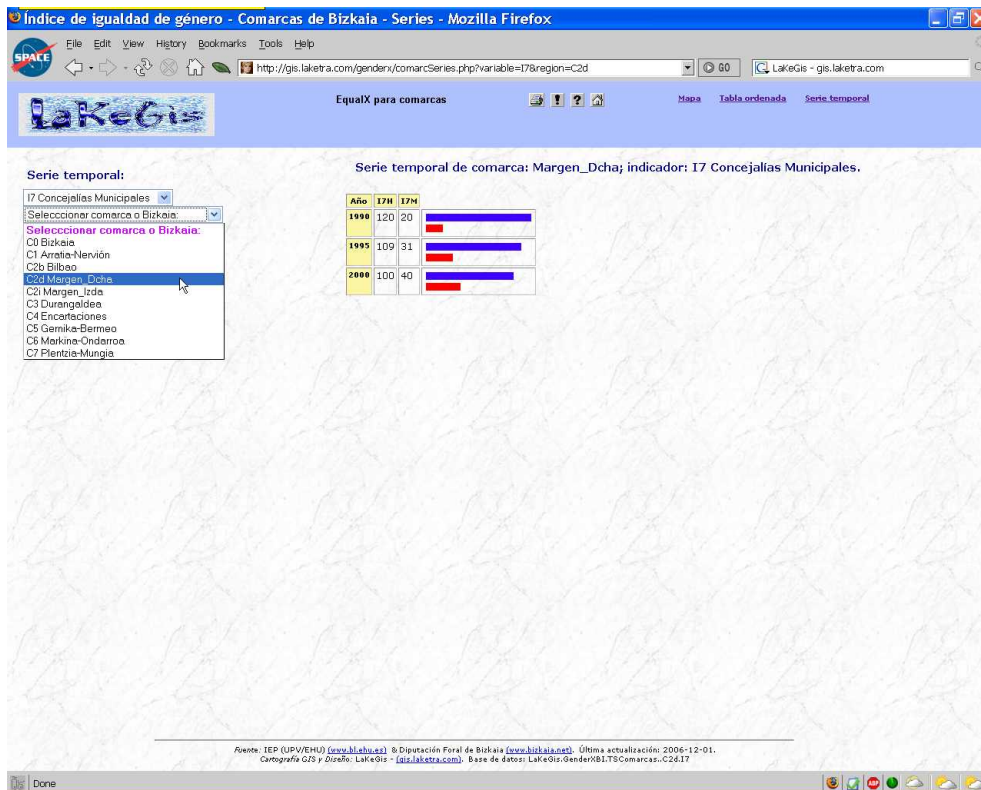 Índice de igualdad de género - Comarcas de Bizkaia - Series - Mozilla Firefox
File Edit View History Bookmarks Tools Help
SPACE
http://gis.laketra.com/genderx/comarcSeries.php?variable=I7&region=C2d
GO
LaKeGis - gis.laketra.com
LaKeGis
EqualX para comarcas
Mapa Tabla ordenada Serie temporal
Serie temporal:
I7 Concejalías Municipales
Selecccionar comarca o Bizkaia:
Selecccionar comarca o Bizkaia:
C0 Bizkaia
C1 Arratia-Nervión
C2b Bilbao
C2d Margen_Dcha
C2i Margen_Izda
C3 Durangaldea
C4 Encartaciones
C5 Gernika-Bermeo
C6 Markina-Ondarroa
C7 Plentzia-Mungia
Serie temporal de comarca: Margen_Dcha; indicador: I7 Concejalías Municipales.
Año I7H I7M
1990 120 20
1995 109 31
2000 100 40
Fuente: IEP (UPV/EHU) (www.bl.ehu.es) & Diputación Foral de Bizkaia (www.bizkaia.net). Última actualización: 2006-12-01.
Cartografía GIS y Diseño: LaKeGis - (gis.laketra.com). Base de datos: LaKeGis.GenderXBI.TSComarcas..C2d.I7
Done
ABP